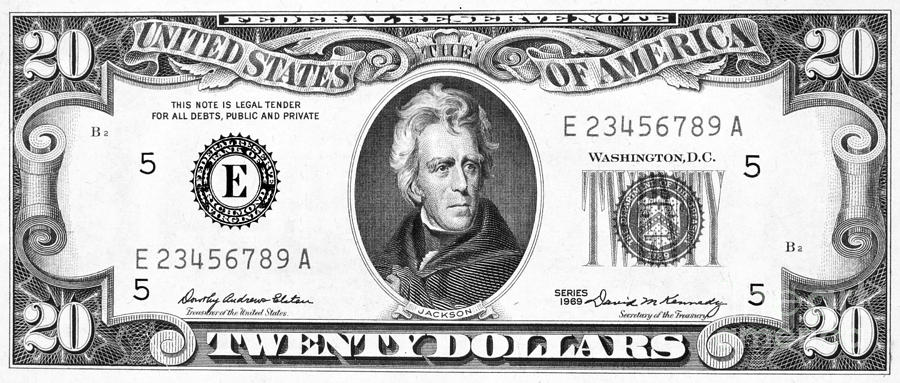 FEDERAL RESERVE NOTE
20
20
UNITED STATES
THE
OF AMERICA
THIS NOTE IS LEGAL TENDER
FOR ALL DEBTS, PUBLIC AND PRIVATE
B2
E 23456789 A
5
FEDERAL RESERVE BANK OF
RICHMOND
VIRGINIA
E
WASHINGTON, D.C.
5
B2
E 23456789 A
5
SERIES
1969
5
Dorothy Andrews Elston
Treasurer of the United States.
David M Kennedy
Secretary of the Treasury.
JACKSON
20
TWENTY DOLLARS
20